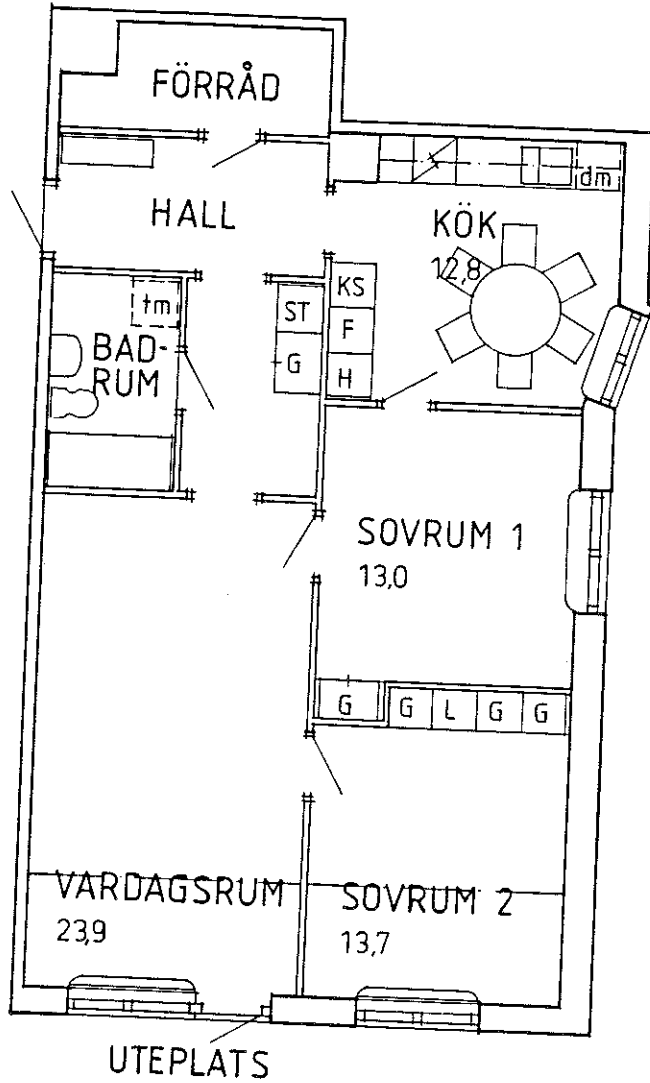 FÖRRÅD
HALL
KÖK
12,8
dm
KS
F
H
ST
G
tm
BAD-
RUM
SOVRUM 1
13,0
G
G
L
G
G
VARDAGSRUM
23,9
SOVRUM 2
13,7
UTEPLATS